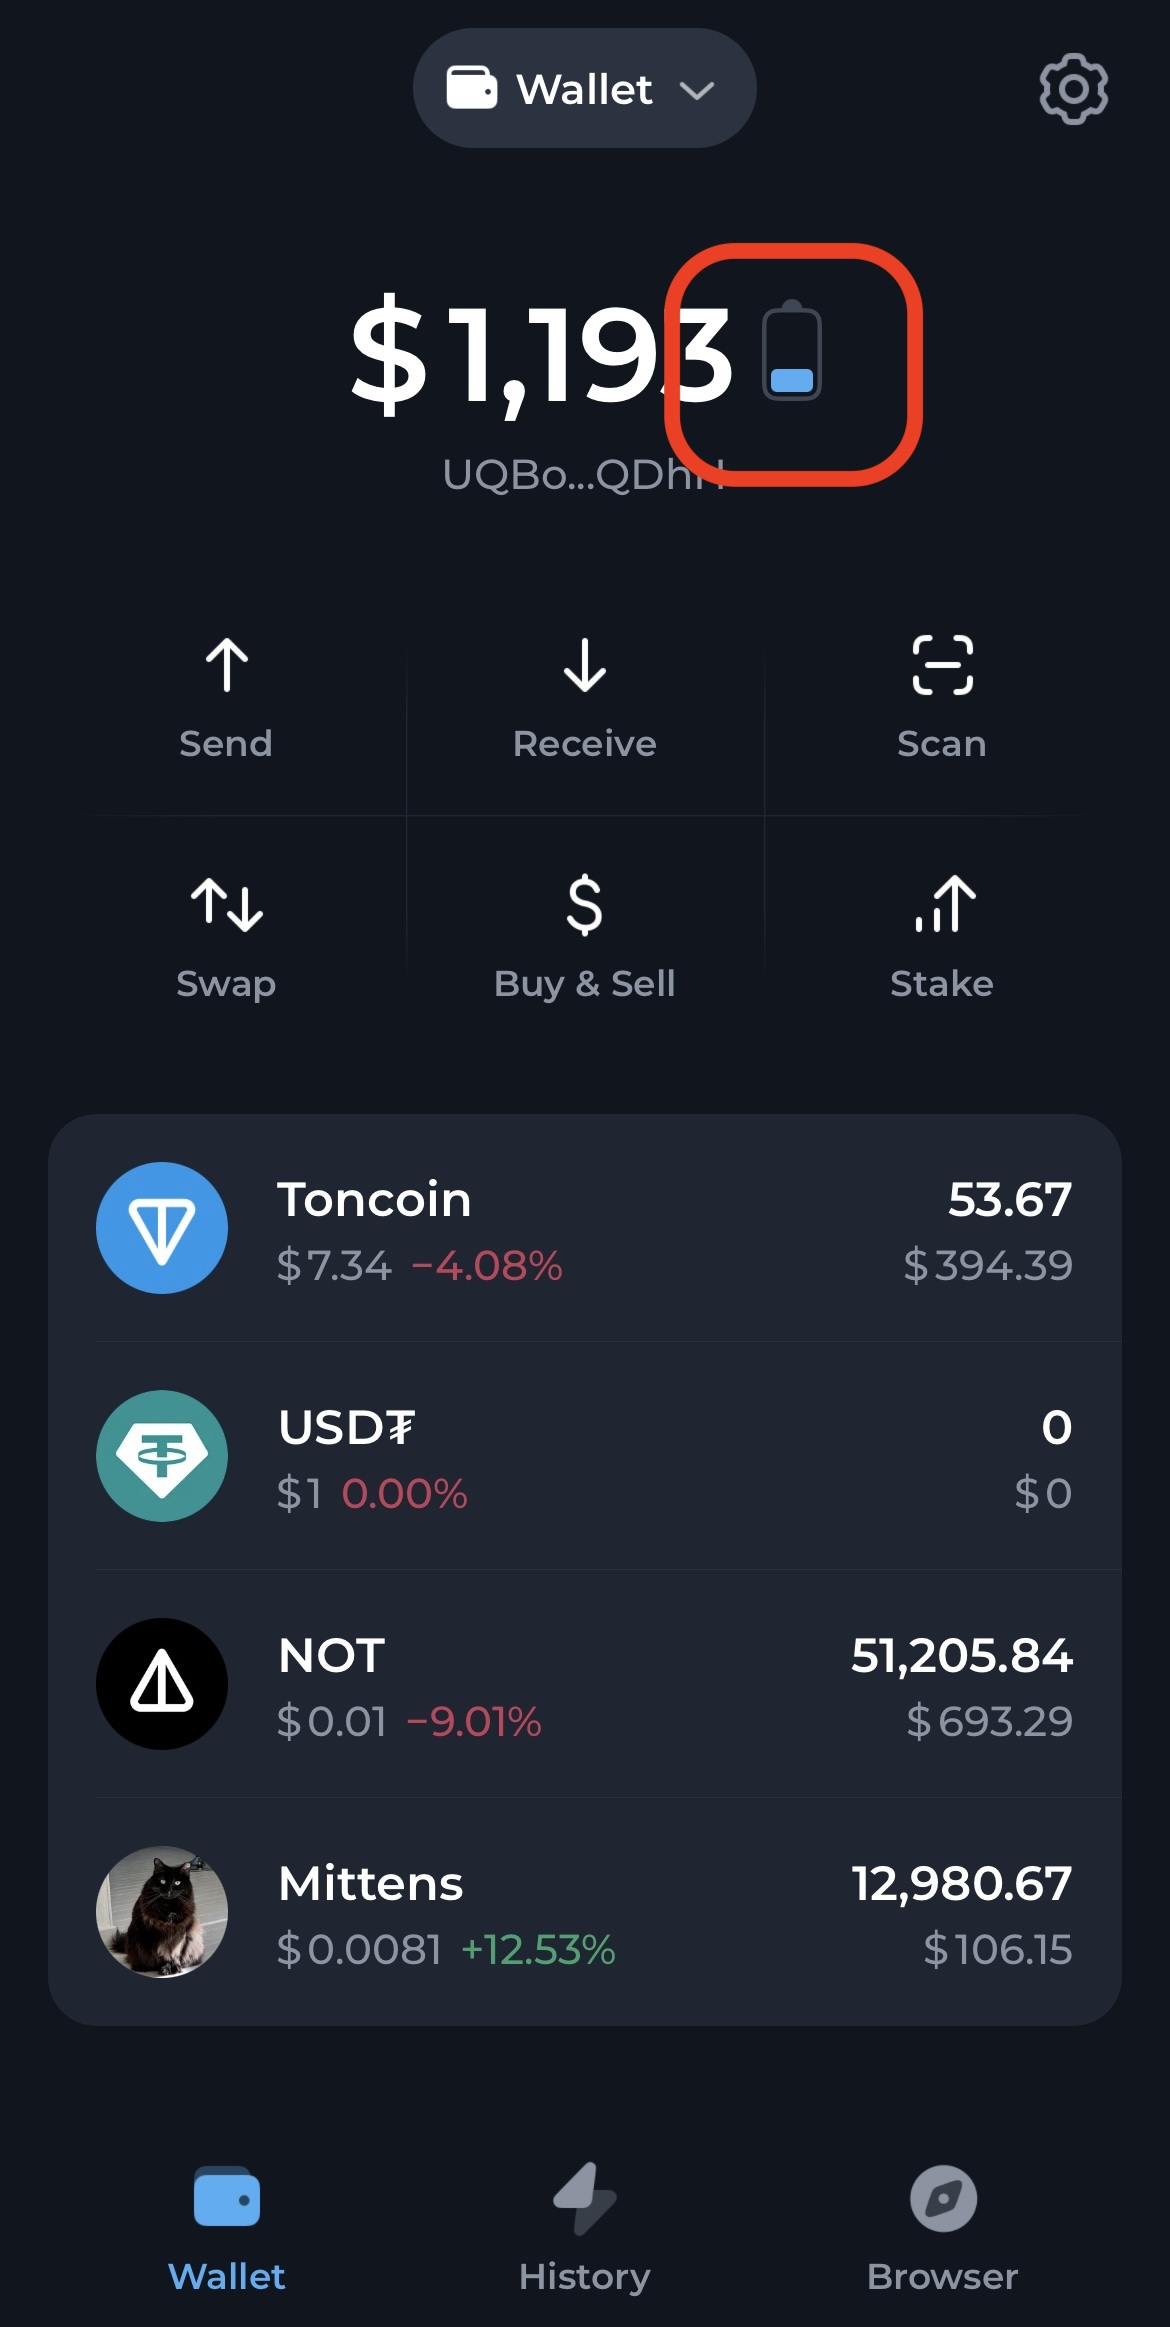 Wallet
$1,193
UQBo...QDhH
Send
Receive
Scan
Swap
Buy & Sell
Stake
Toncoin
53.67
$7.34 −4.08%
$394.39
USD₮
0
$1 0.00%
$0
NOT
51,205.84
$0.01 −9.01%
$693.29
Mittens
12,980.67
$0.0081 +12.53%
$106.15
Wallet
History
Browser